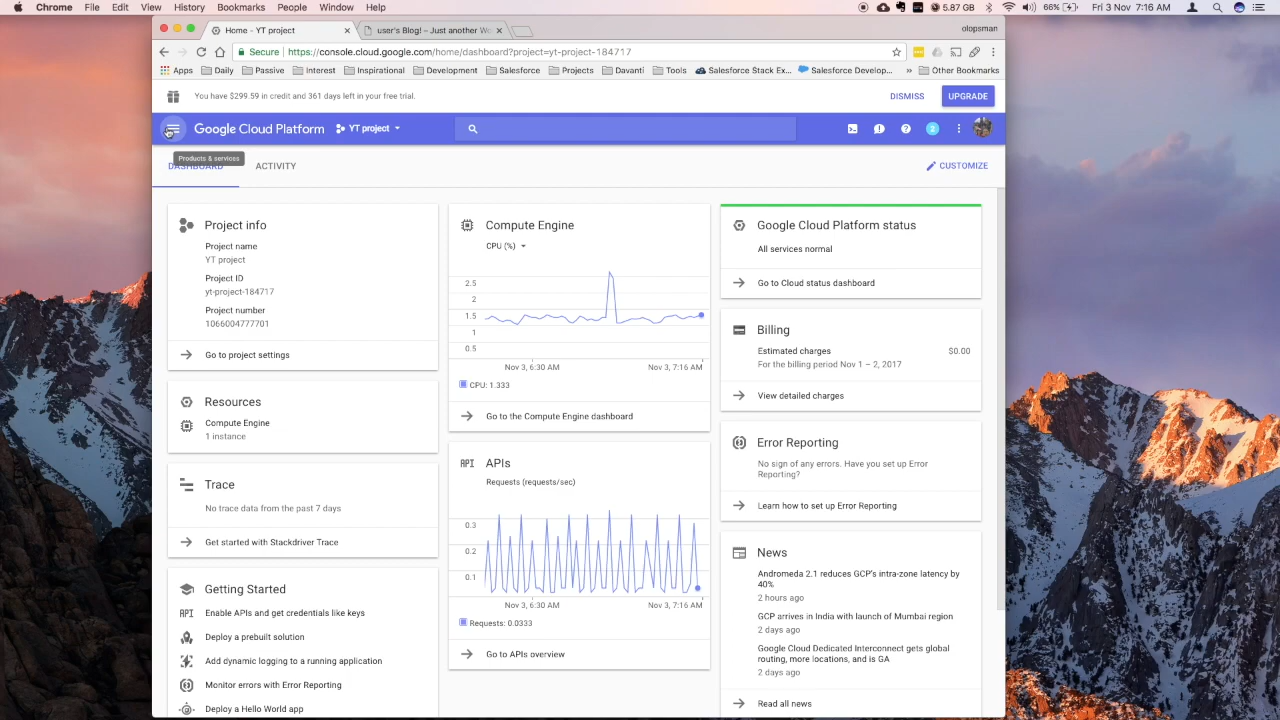 Chrome File Edit View History Bookmarks People Window Help
5.87 GB 66% Fri 3 Nov 7:16 AM olopsman
Home - YT project
user's Blog! – Just another W
olopsman
Secure https://console.cloud.google.com/home/dashboard?project=yt-project-184717
Apps Daily Passive Interest Inspirational Development Salesforce Projects Davanti Tools Salesforce Stack Ex... Salesforce Develop... » Other Bookmarks
You have $299.59 in credit and 361 days left in your free trial.
DISMISS
UPGRADE
Google Cloud Platform
YT project
2
Products & services
DASHBOARD
ACTIVITY
CUSTOMIZE
Project info
Project name
YT project
Project ID
yt-project-184717
Project number
1066004777701
Go to project settings
Resources
Compute Engine
1 instance
Trace
No trace data from the past 7 days
Get started with Stackdriver Trace
Getting Started
API Enable APIs and get credentials like keys
Deploy a prebuilt solution
Add dynamic logging to a running application
Monitor errors with Error Reporting
Deploy a Hello World app
Compute Engine
CPU (%)
2.5
2
1.5
1
0.5
Nov 3, 6:30 AM Nov 3, 7:16 AM
CPU: 1.333
Go to the Compute Engine dashboard
API APIs
Requests (requests/sec)
0.3
0.2
0.1
Nov 3, 6:30 AM Nov 3, 7:16 AM
Requests: 0.0333
Go to APIs overview
Google Cloud Platform status
All services normal
Go to Cloud status dashboard
Billing
Estimated charges $0.00
For the billing period Nov 1 – 2, 2017
View detailed charges
Error Reporting
No sign of any errors. Have you set up Error
Reporting?
Learn how to set up Error Reporting
News
Andromeda 2.1 reduces GCP's intra-zone latency by
40%
2 hours ago
GCP arrives in India with launch of Mumbai region
2 days ago
Google Cloud Dedicated Interconnect gets global
routing, more locations, and is GA
2 days ago
Read all news